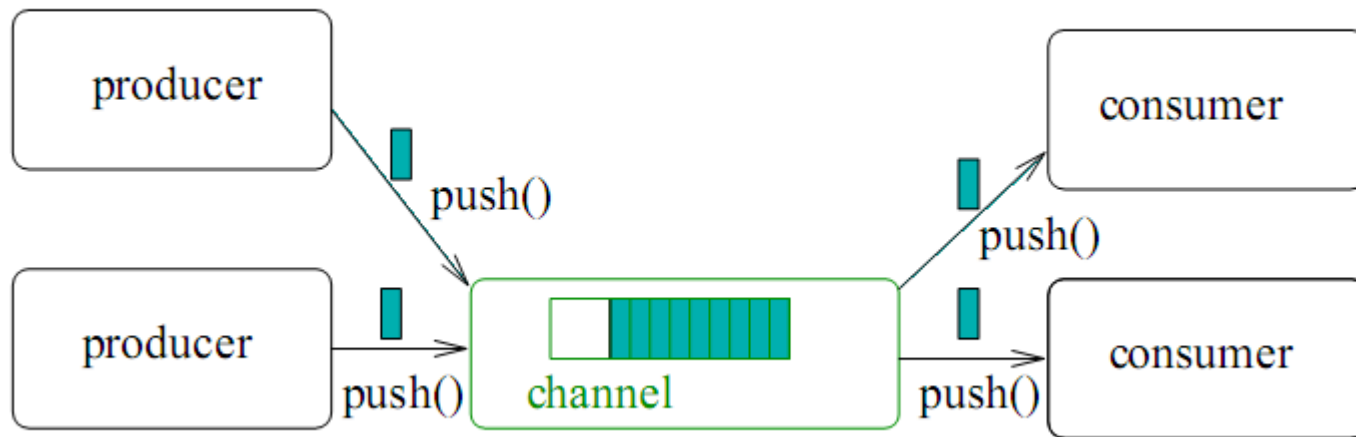 producer
consumer
push()
push()
producer
consumer
push()
channel
push()